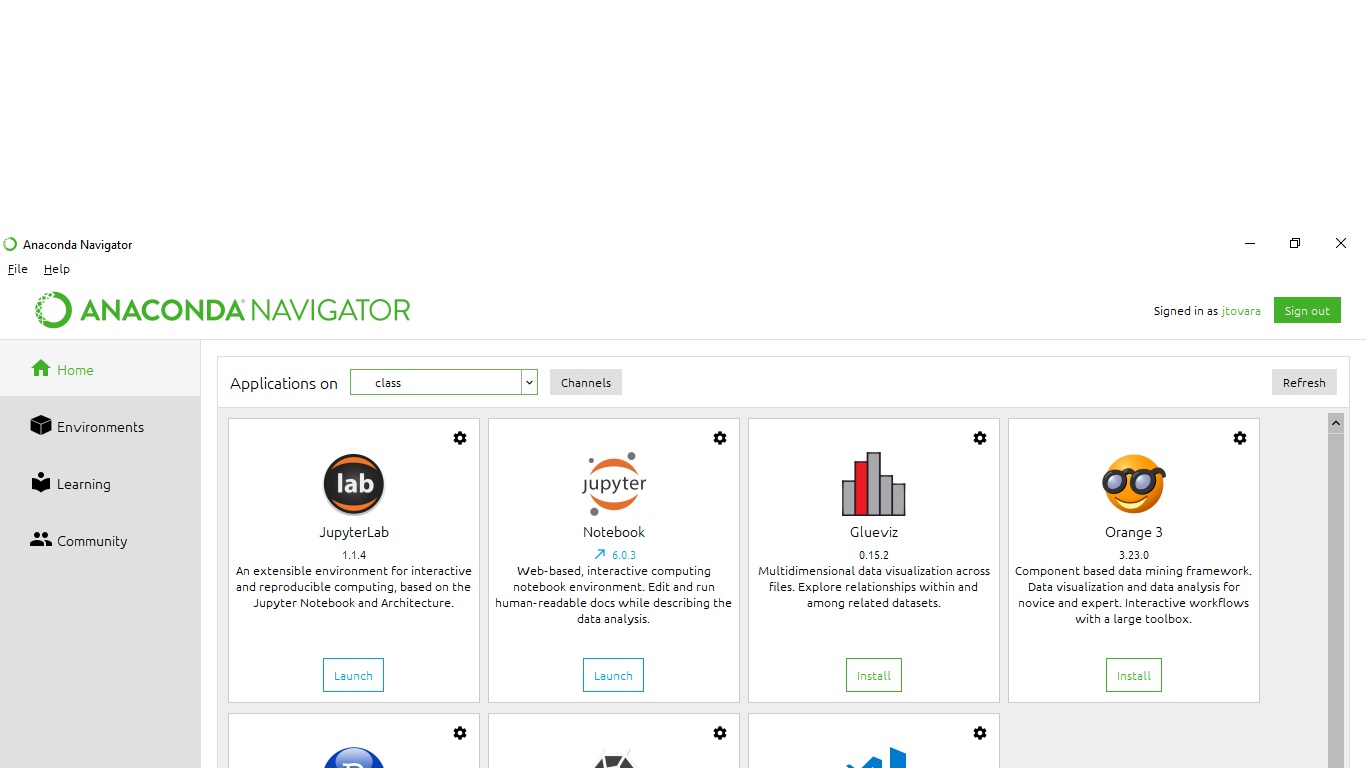 Anaconda Navigator
File Help
ANACONDA NAVIGATOR
Signed in as jtovara Sign out
Home
Environments
Learning
Community
Applications on class Channels Refresh
lab
JupyterLab
1.1.4
An extensible environment for interactive
and reproducible computing, based on the
Jupyter Notebook and Architecture.
Launch
jupyter
Notebook
6.0.3
Web-based, interactive computing
notebook environment. Edit and run
human-readable docs while describing the
data analysis.
Launch
Glueviz
0.15.2
Multidimensional data visualization across
files. Explore relationships within and
among related datasets.
Install
Orange 3
3.23.0
Component based data mining framework.
Data visualization and data analysis for
novice and expert. Interactive workflows
with a large toolbox.
Install